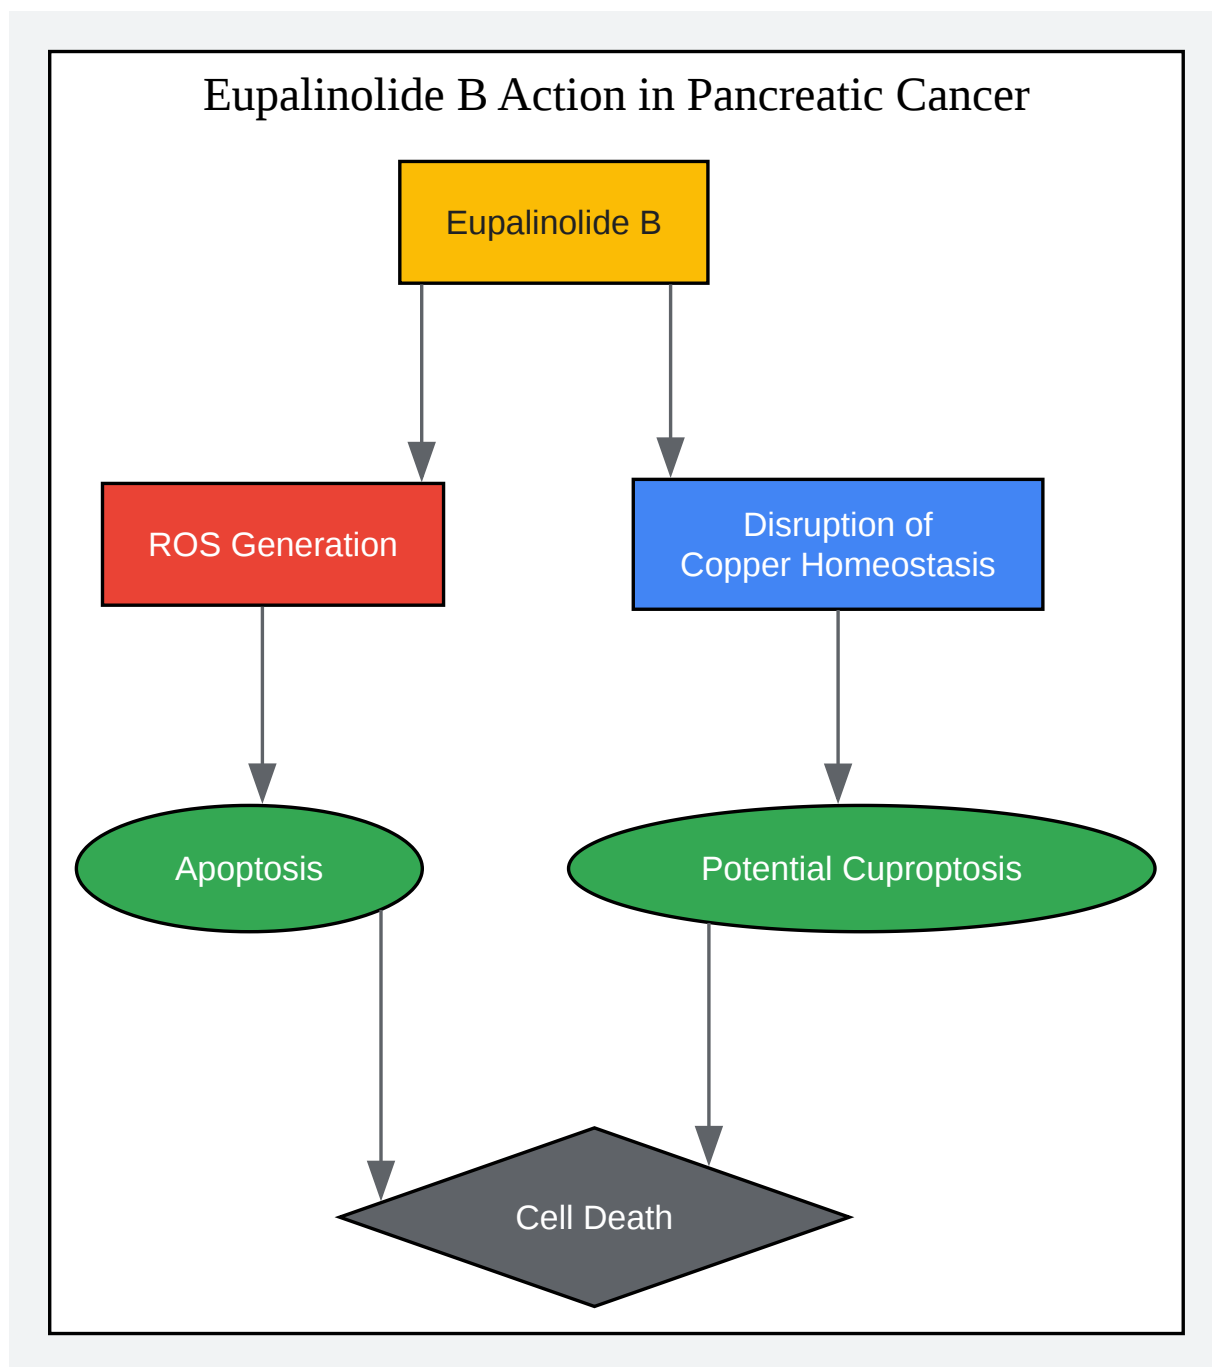 Eupalinolide B Action in Pancreatic Cancer
Eupalinolide B
ROS Generation
Disruption of
Copper Homeostasis
Apoptosis
Potential Cuproptosis
Cell Death